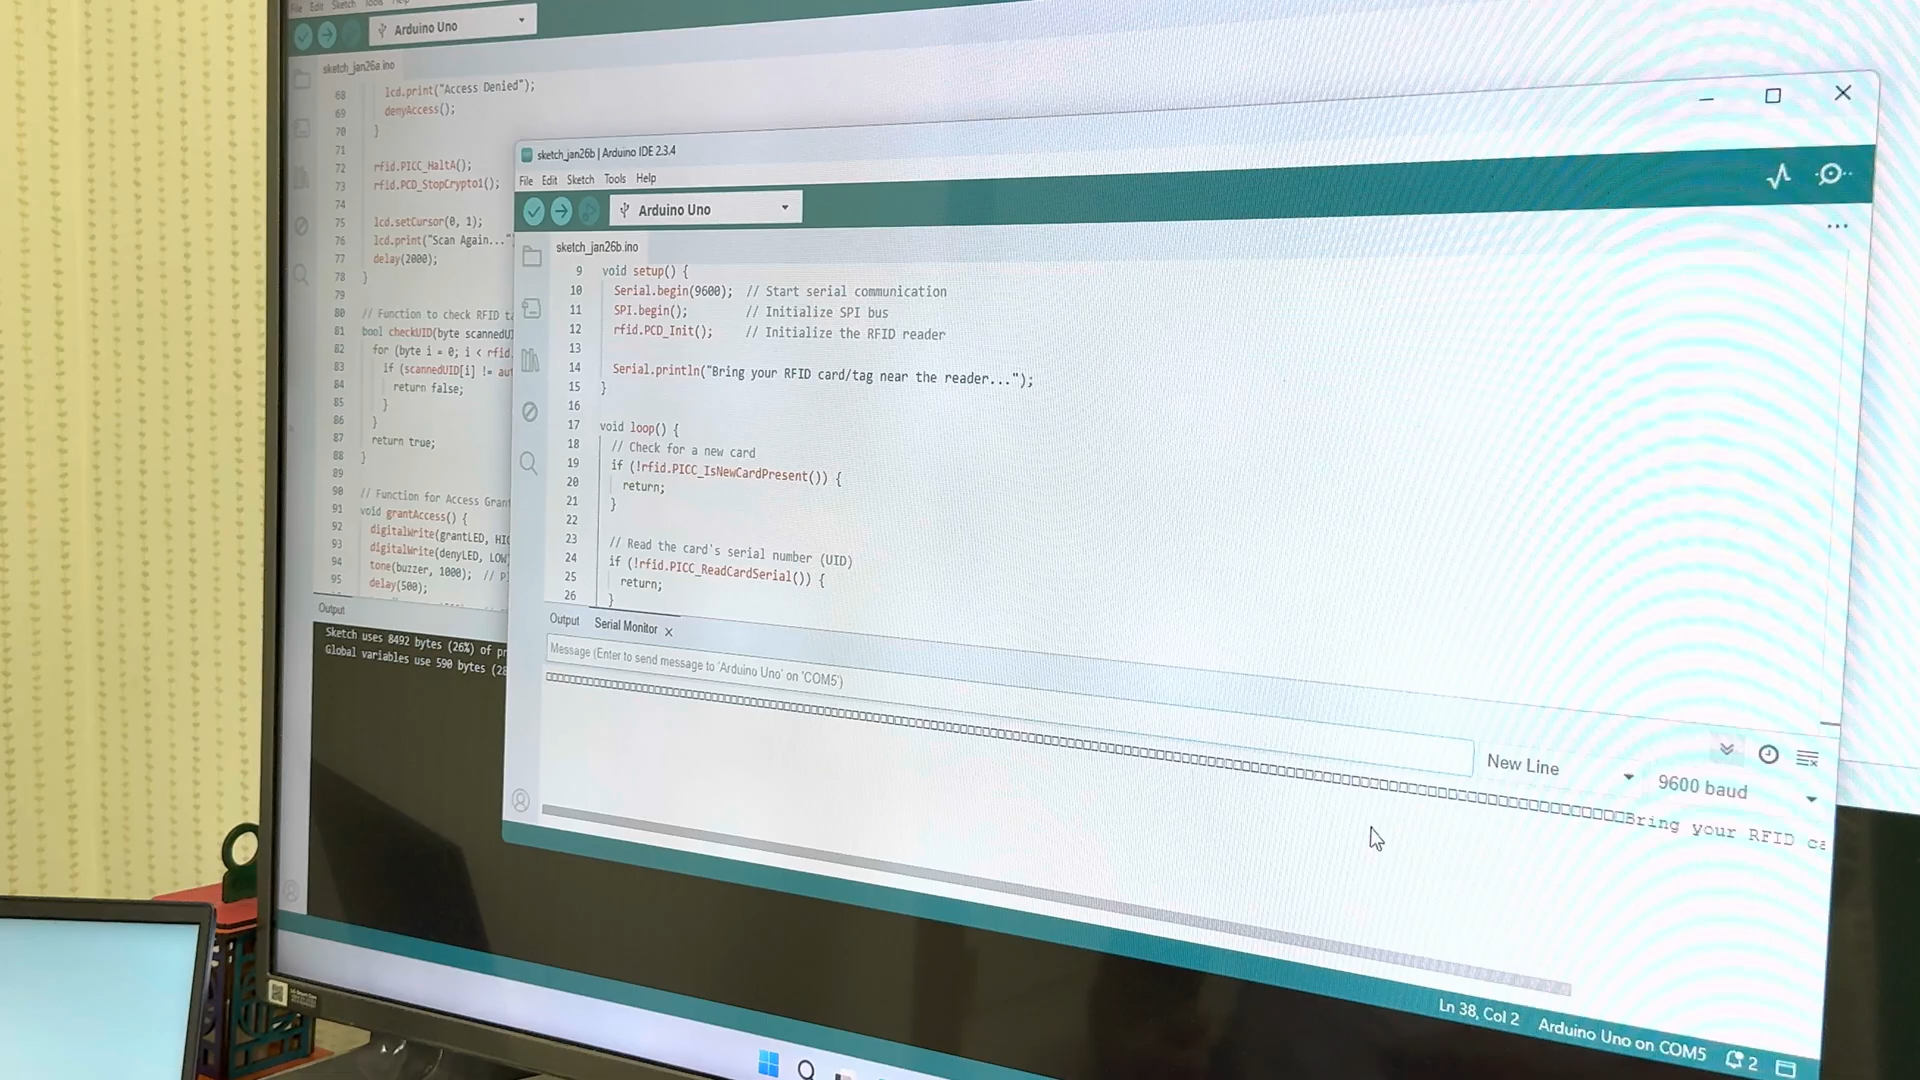 File Edit Sketch Tools Help
Arduino Uno
sketch_jan26a.ino
68 lcd.print("Access Denied");
69 denyAccess();
70 }
71
72 rfid.PICC_HaltA();
73 rfid.PCD_StopCrypto1();
74
75 lcd.setCursor(0, 1);
76 lcd.print("Scan Again..."
77 delay(2000);
78 }
79
80 // Function to check RFID ta
81 bool checkUID(byte scannedUI
82 for (byte i = 0; i < rfid.
83 if (scannedUID[i] != aut
84 return false;
85 }
86 }
87 return true;
88 }
89
90 // Function for Access Grant
91 void grantAccess() {
92 digitalWrite(grantLED, HIG
93 digitalWrite(denyLED, LOW
94 tone(buzzer, 1000); // P
95 delay(500);
Output
Sketch uses 8492 bytes (26%) of pr
Global variables use 590 bytes (28
sketch_jan26b | Arduino IDE 2.3.4
File Edit Sketch Tools Help
Arduino Uno
sketch_jan26b.ino
9 void setup() {
10 Serial.begin(9600); // Start serial communication
11 SPI.begin(); // Initialize SPI bus
12 rfid.PCD_Init(); // Initialize the RFID reader
13
14 Serial.println("Bring your RFID card/tag near the reader...");
15 }
16
17 void loop() {
18 // Check for a new card
19 if (!rfid.PICC_IsNewCardPresent()) {
20 return;
21 }
22
23 // Read the card's serial number (UID)
24 if (!rfid.PICC_ReadCardSerial()) {
25 return;
26 }
Output Serial Monitor
Message (Enter to send message to 'Arduino Uno' on 'COM5')
New Line
9600 baud
Bring your RFID ca
Ln 38, Col 2 Arduino Uno on COM5 2